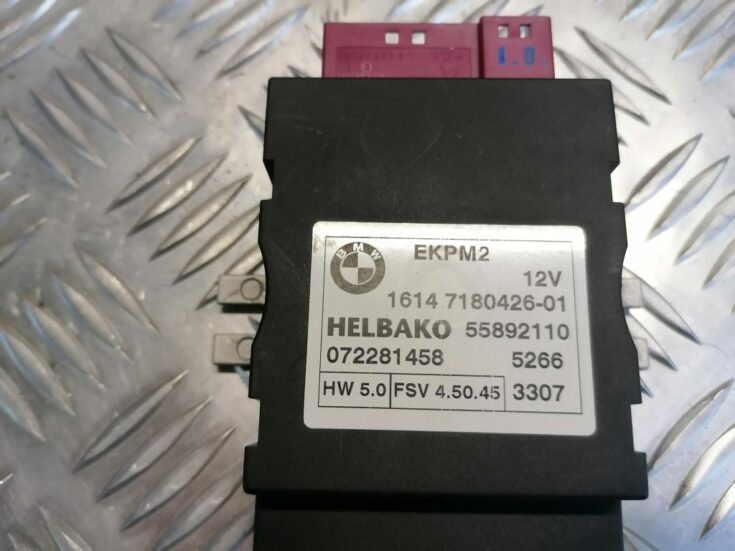 1.0.
BMW
EKPM2
12V
1614 7180426-01
HELBAKO 55892110
072281458 5266
HW 5.0 FSV 4.50.45 3307